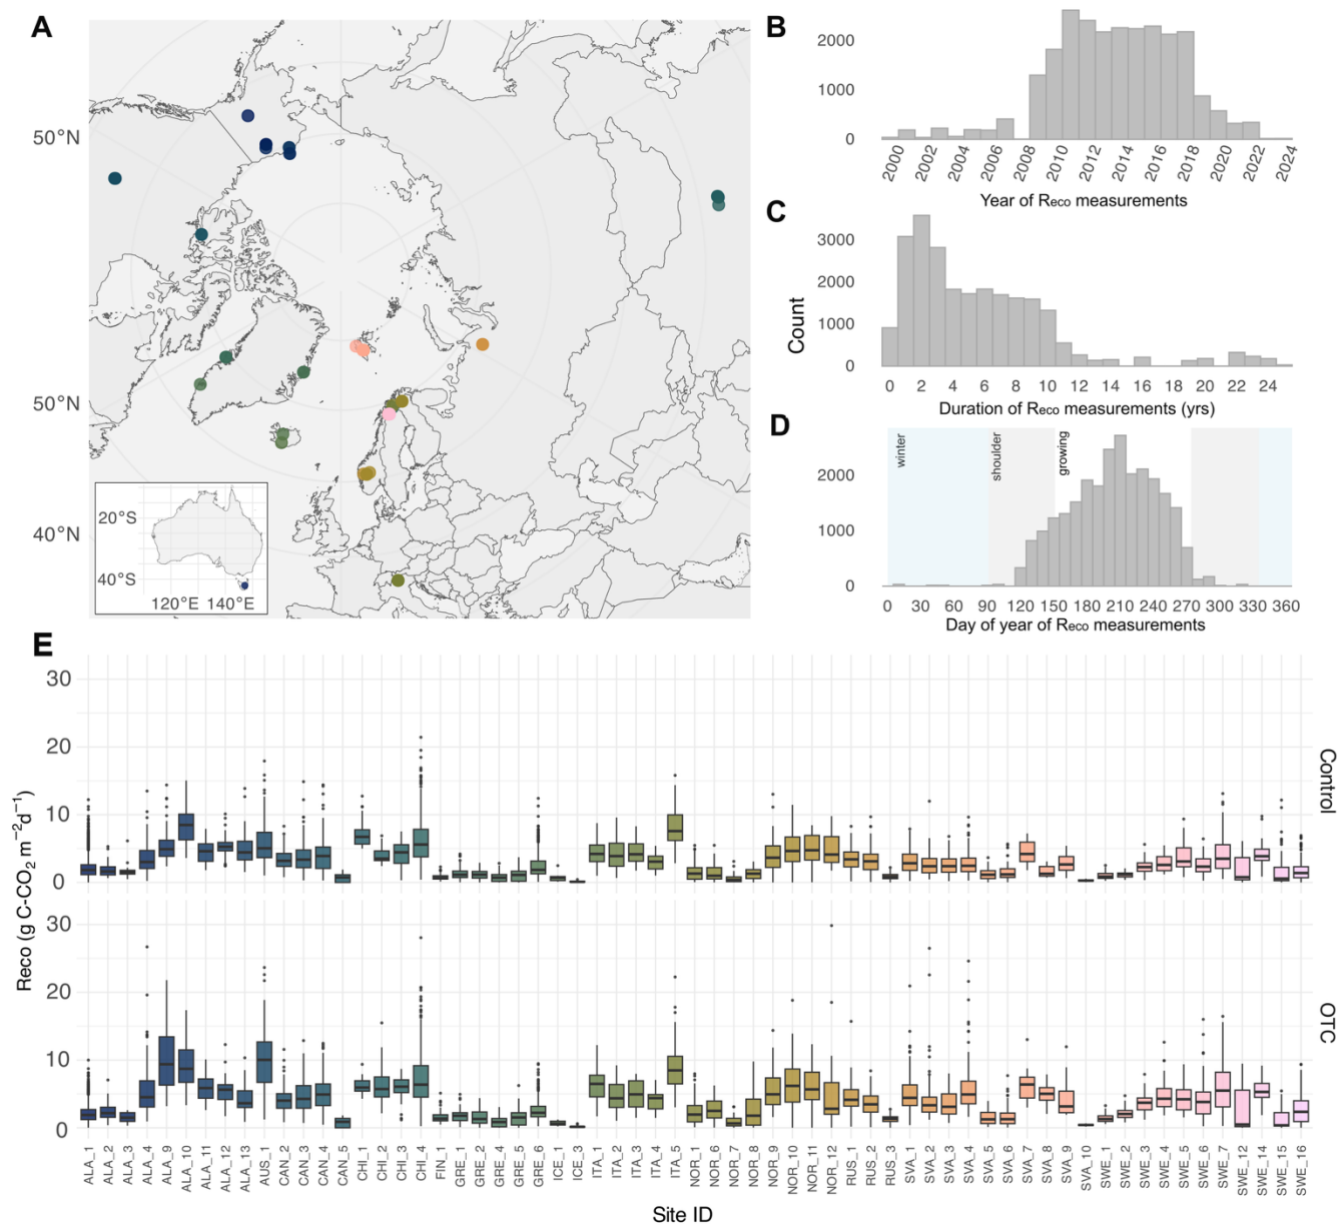 A
50°N
50°N
40°N
20°S
40°S
120°E 140°E
B
2000
1000
0
2000 2002 2004 2006 2008 2010 2012 2014 2016 2018 2020 2022 2024
Year of Reco measurements
C
Count
3000
2000
1000
0
0 2 4 6 8 10 12 14 16 18 20 22 24
Duration of Reco measurements (yrs)
D
winter
shoulder
growing
2000
1000
0
0 30 60 90 120 150 180 210 240 270 300 330 360
Day of year of Reco measurements
E
Reco (g C-CO₂ m⁻²d⁻¹)
30
20
10
0
Control
30
20
10
0
OTC
ALA_1 ALA_2 ALA_3 ALA_4 ALA_9 ALA_10 ALA_11 ALA_12 ALA_13 AUS_1 CAN_2 CAN_3 CAN_4 CAN_5 CHI_1 CHI_2 CHI_3 CHI_4 FIN_1 GRE_1 GRE_2 GRE_4 GRE_5 GRE_6 ICE_1 ICE_3 ITA_1 ITA_2 ITA_3 ITA_4 ITA_5 NOR_1 NOR_6 NOR_7 NOR_8 NOR_9 NOR_10 NOR_11 NOR_12 RUS_1 RUS_2 RUS_3 SVA_1 SVA_2 SVA_3 SVA_4 SVA_5 SVA_6 SVA_7 SVA_8 SVA_9 SVA_10 SWE_1 SWE_2 SWE_3 SWE_4 SWE_5 SWE_6 SWE_7 SWE_12 SWE_14 SWE_15 SWE_16
Site ID